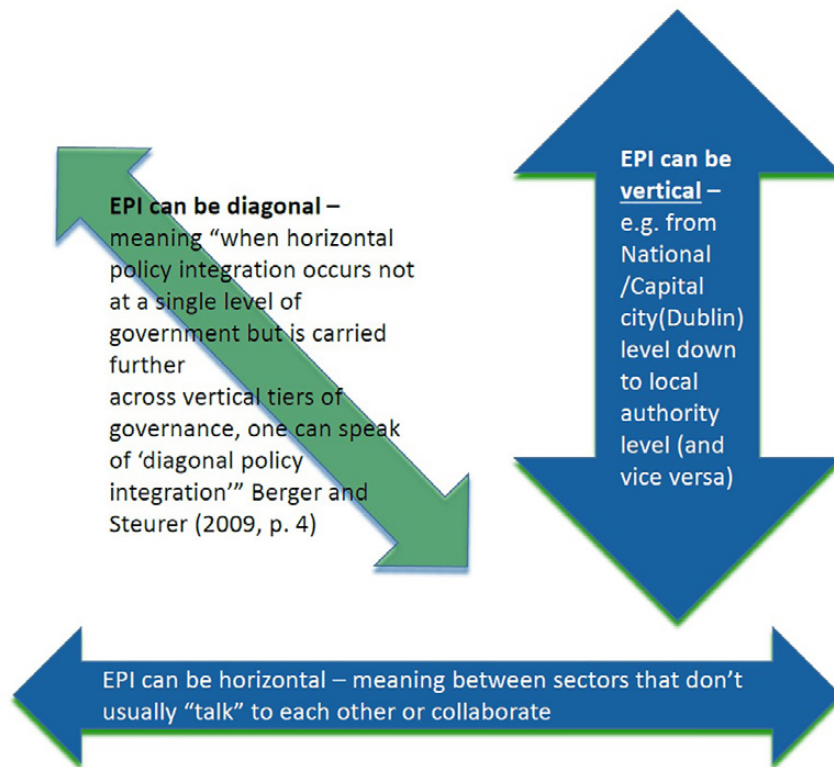 EPI can be diagonal –
meaning “when horizontal
policy integration occurs not
at a single level of
government but is carried
further
across vertical tiers of
governance, one can speak
of ‘diagonal policy
integration’” Berger and
Steurer (2009, p. 4)
EPI can be
vertical –
e.g. from
National
/Capital
city(Dublin)
level down
to local
authority
level (and
vice versa)
EPI can be horizontal – meaning between sectors that don’t
usually “talk” to each other or collaborate